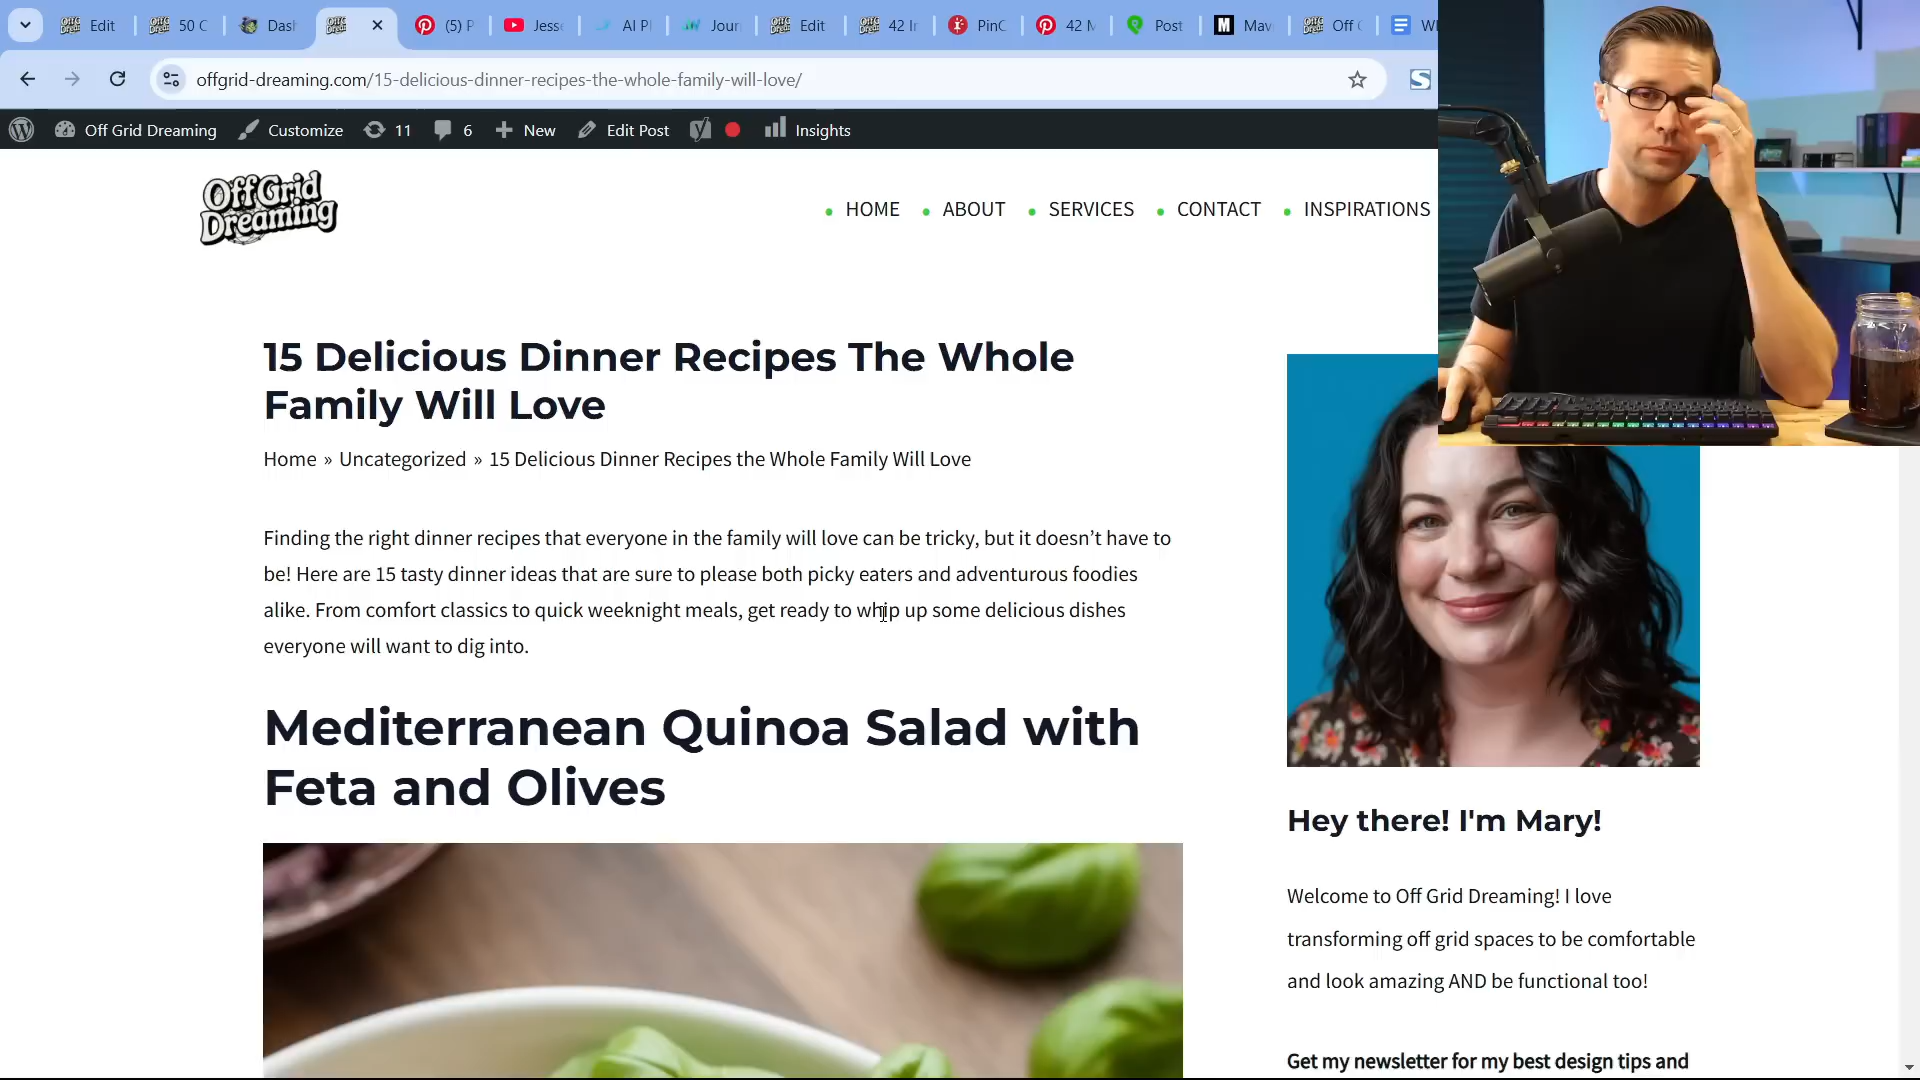 Edit
50 C
Dash
(5) P
Jess
AI Pl
Jour
Edit
42 In
PinC
42 M
Post
Mav
Off G
offgrid-dreaming.com/15-delicious-dinner-recipes-the-whole-family-will-love/
Off Grid Dreaming
Customize
11
6
New
Edit Post
Insights
Off Grid
Dreaming
HOME
ABOUT
SERVICES
CONTACT
INSPIRATIONS
15 Delicious Dinner Recipes The Whole
Family Will Love
Home » Uncategorized » 15 Delicious Dinner Recipes the Whole Family Will Love
Finding the right dinner recipes that everyone in the family will love can be tricky, but it doesn’t have to
be! Here are 15 tasty dinner ideas that are sure to please both picky eaters and adventurous foodies
alike. From comfort classics to quick weeknight meals, get ready to whip up some delicious dishes
everyone will want to dig into.
Mediterranean Quinoa Salad with
Feta and Olives
Hey there! I'm Mary!
Welcome to Off Grid Dreaming! I love
transforming off grid spaces to be comfortable
and look amazing AND be functional too!
Get my newsletter for my best design tips and